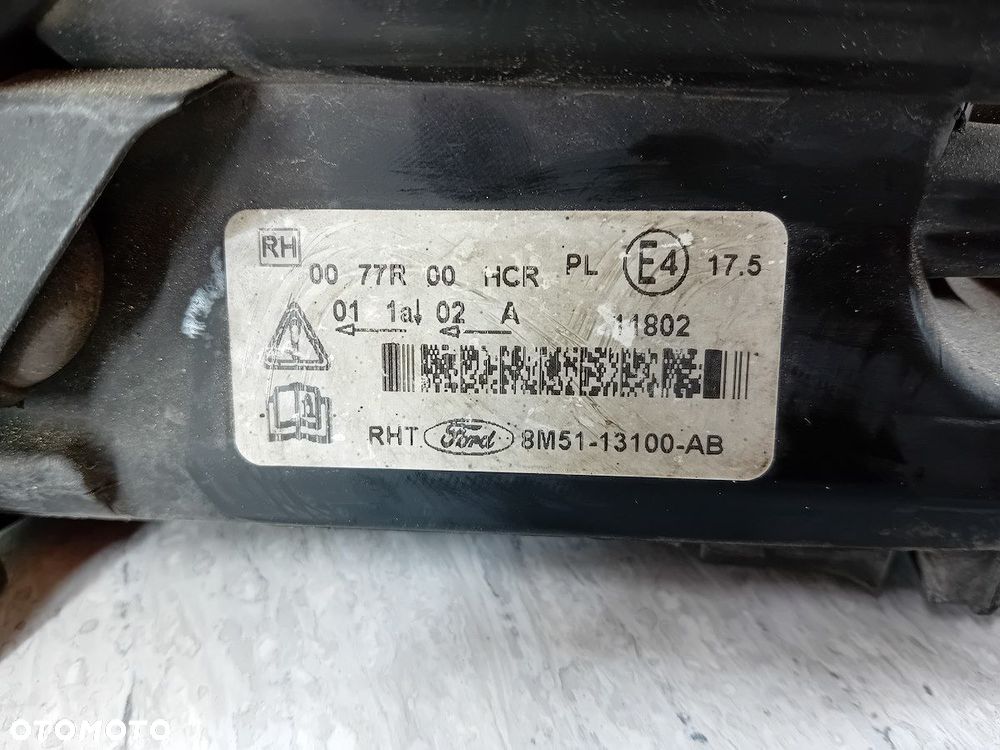 RH
00 77R 00 HCR PL E4 17.5
01 1a 02 A 11802
RHT Ford 8M51-13100-AB
OTOMOTO